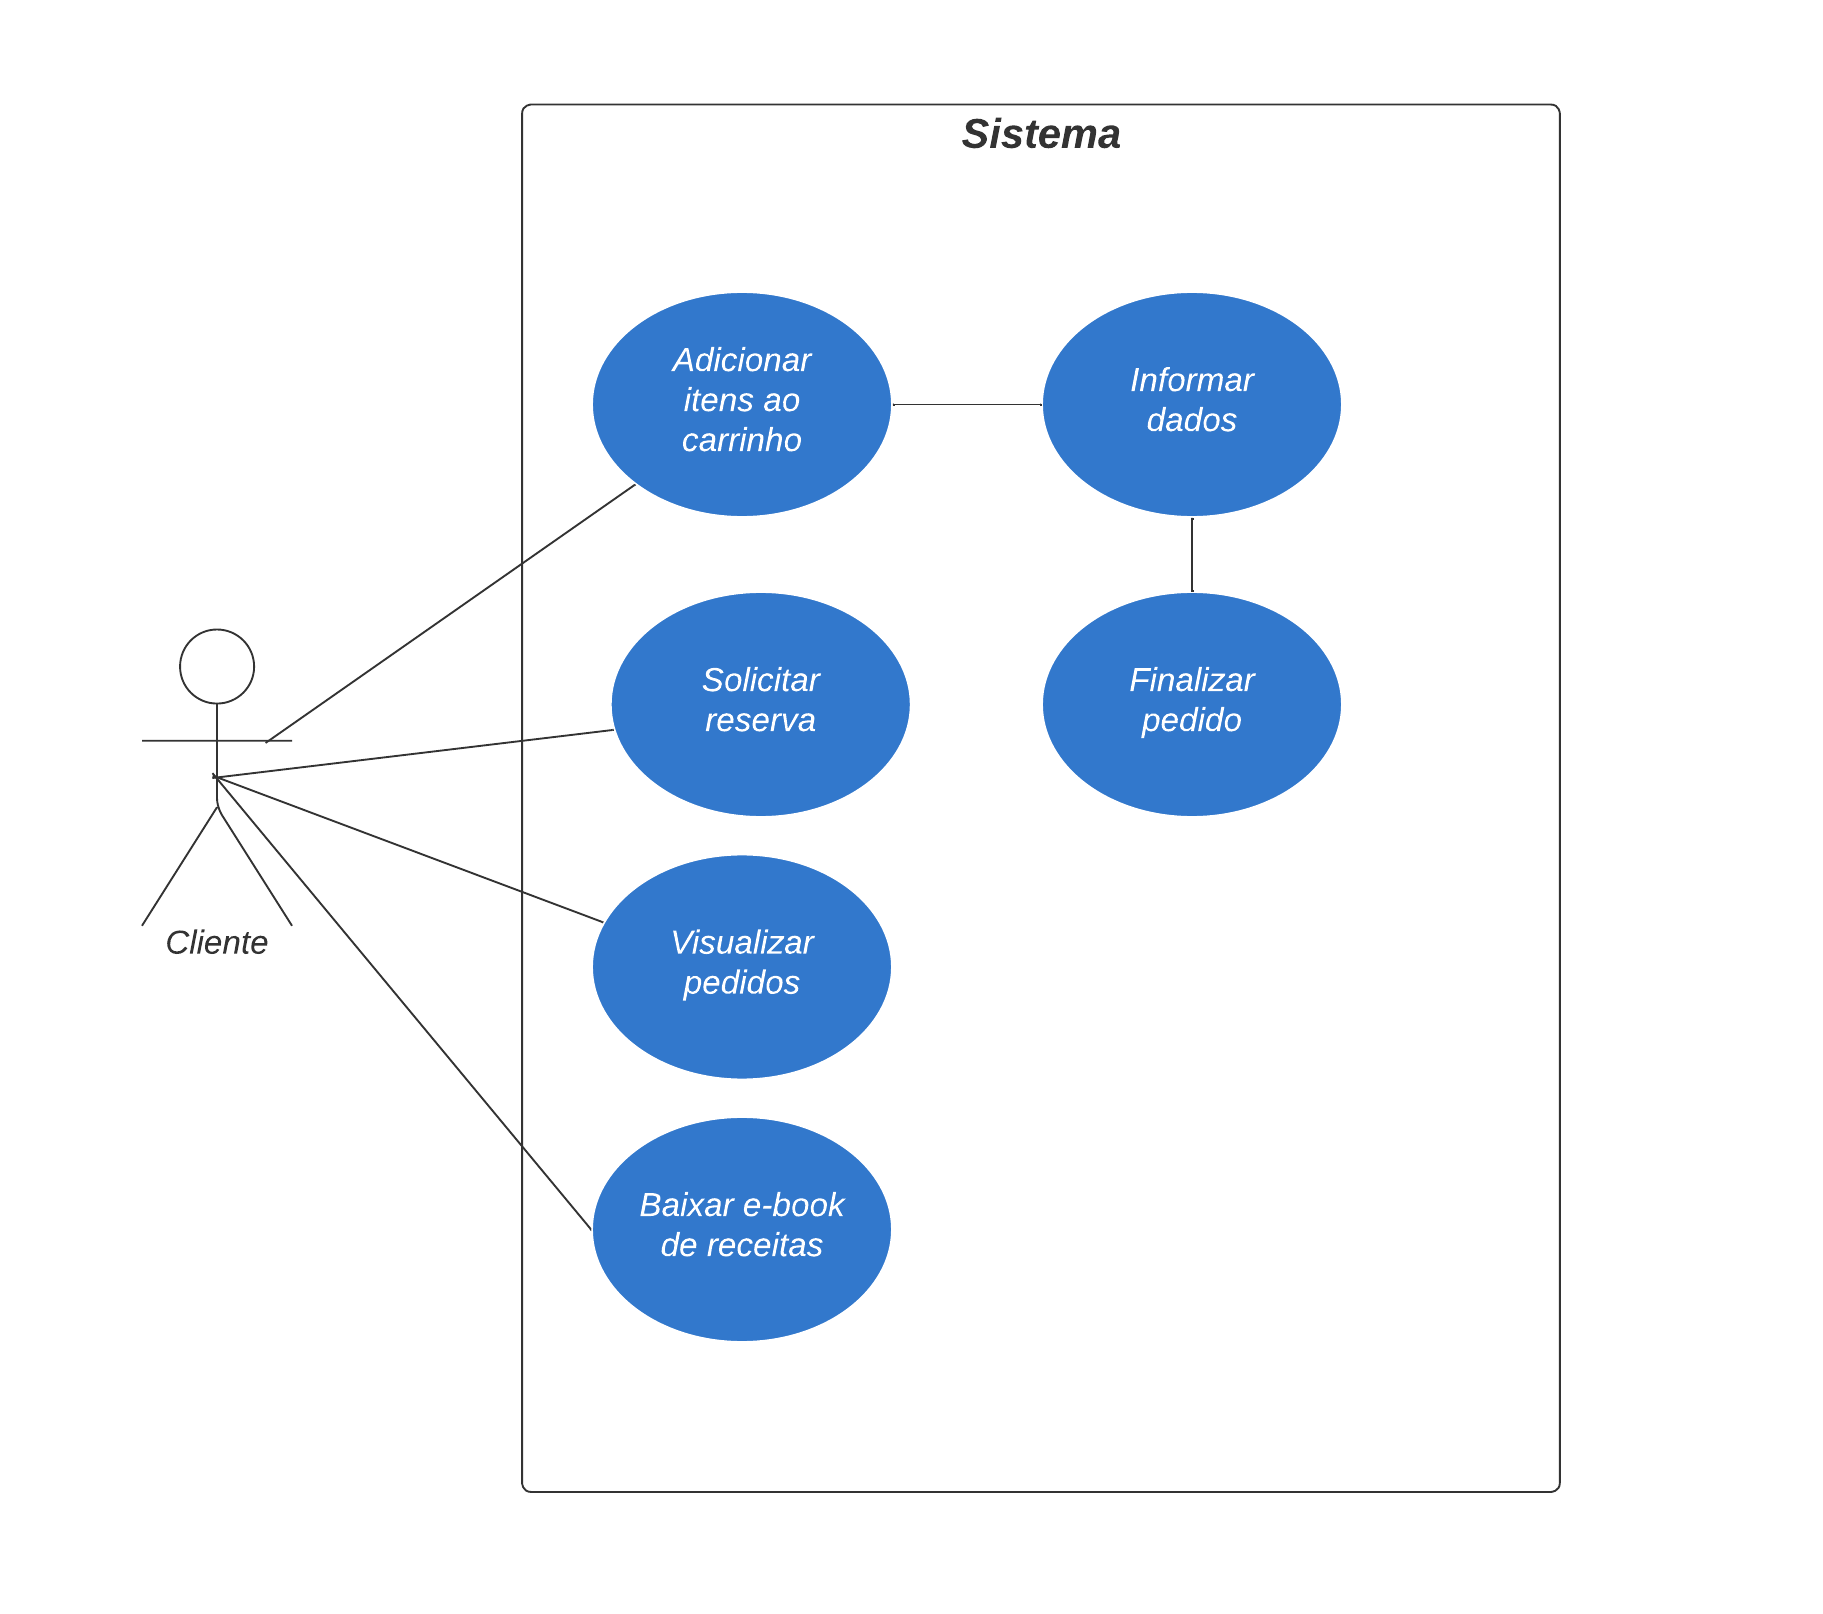 Sistema
Adicionar
itens ao
carrinho
Informar
dados
Solicitar
reserva
Finalizar
pedido
Cliente
Visualizar
pedidos
Baixar e-book
de receitas